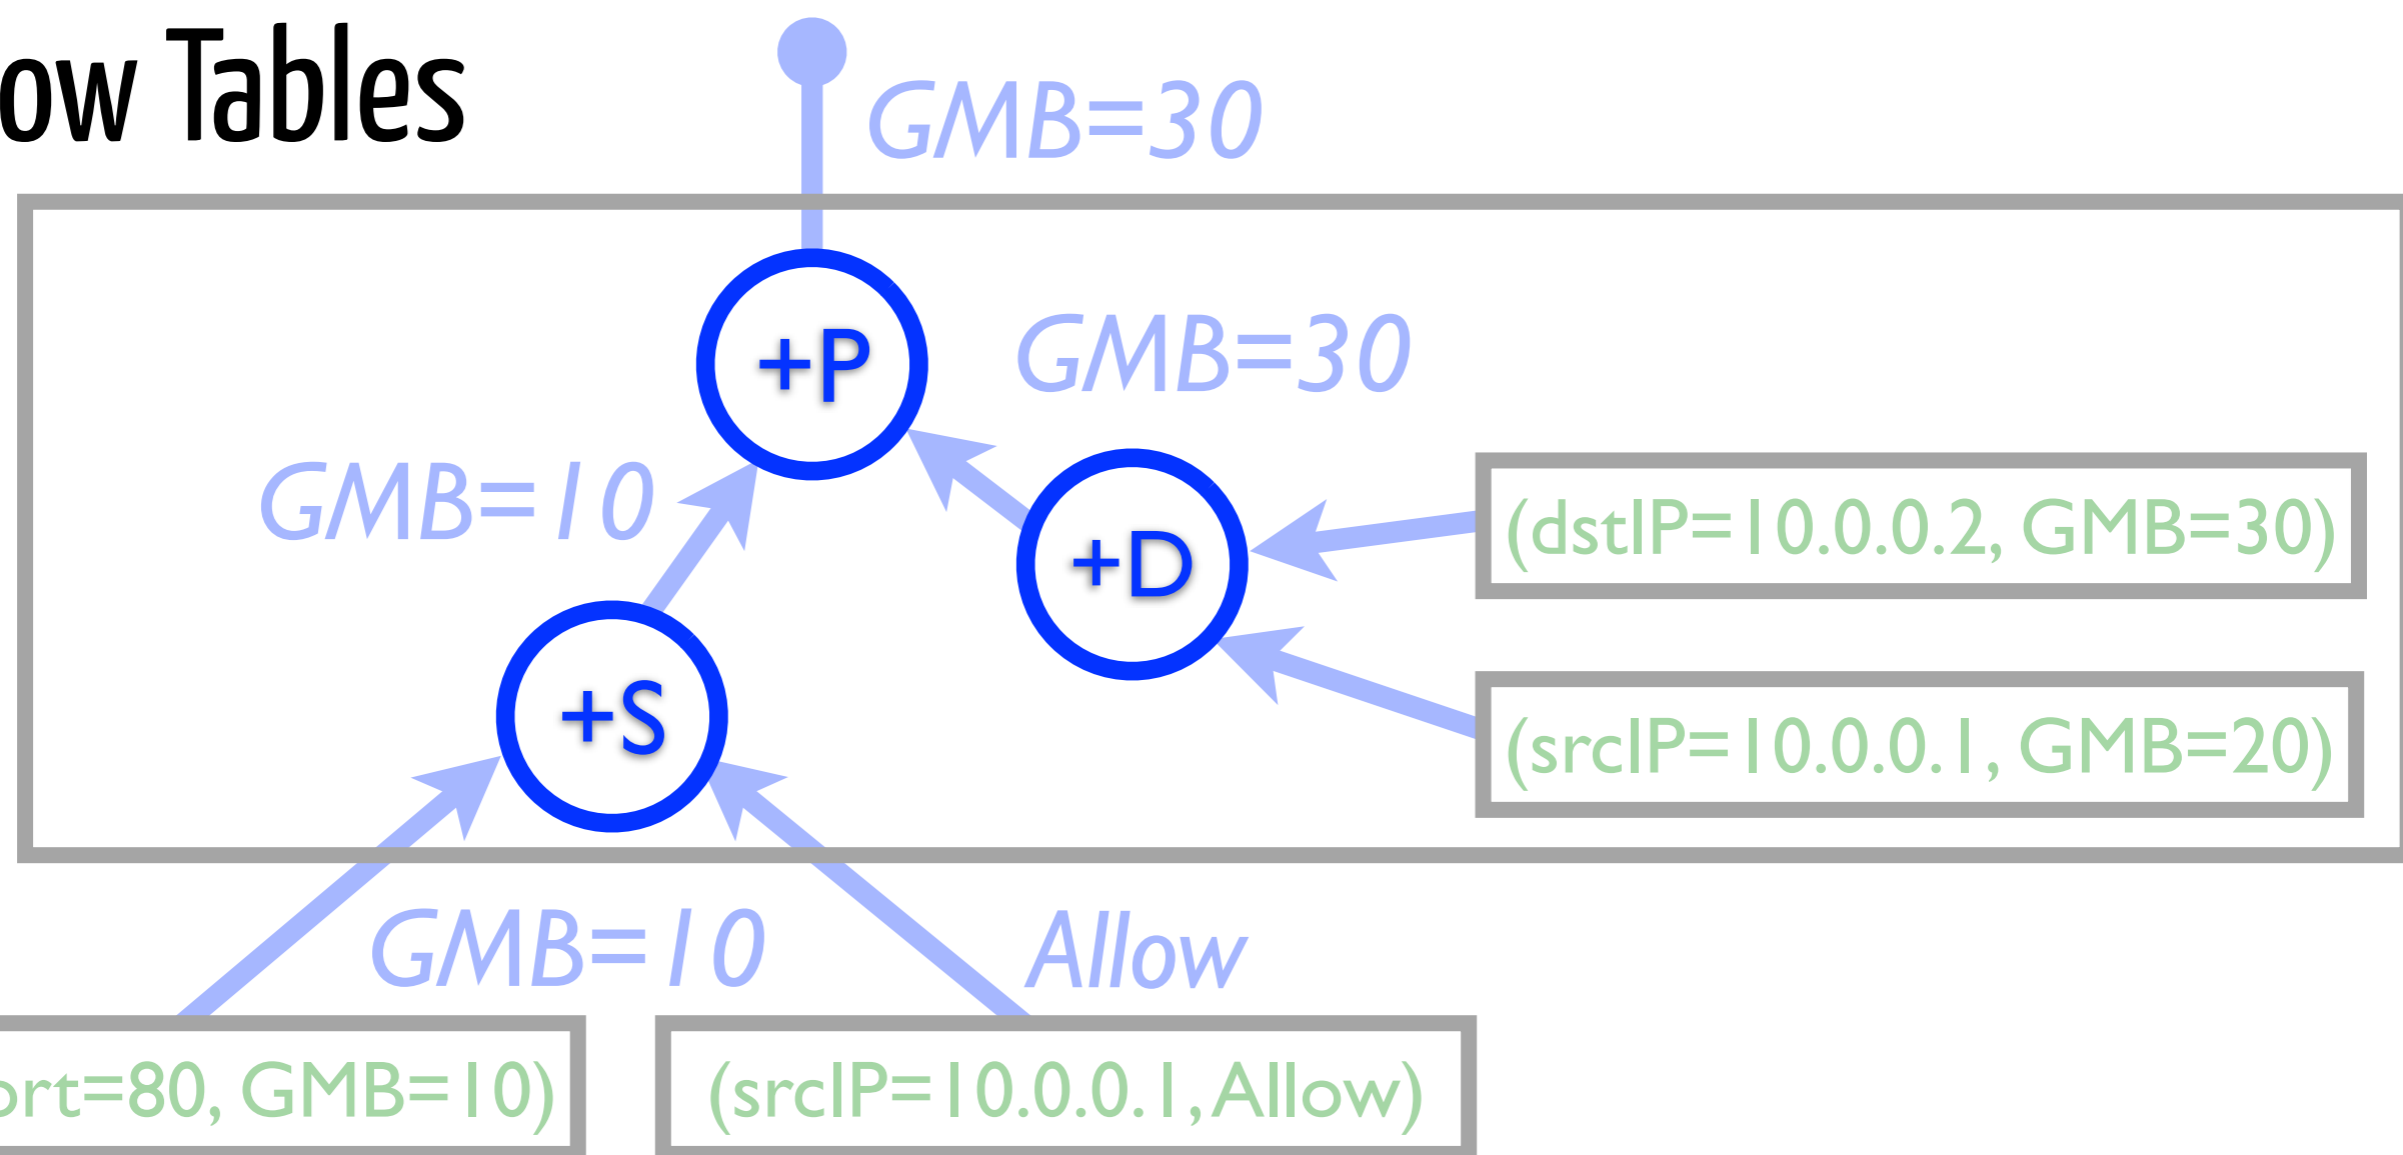 ow Tables
GMB=30
+P
GMB=30
GMB=10
+D
(dstIP=10.0.0.2, GMB=30)
+S
(srcIP=10.0.0.1, GMB=20)
GMB=10
Allow
ort=80, GMB=10)
(srcIP=10.0.0.1, Allow)